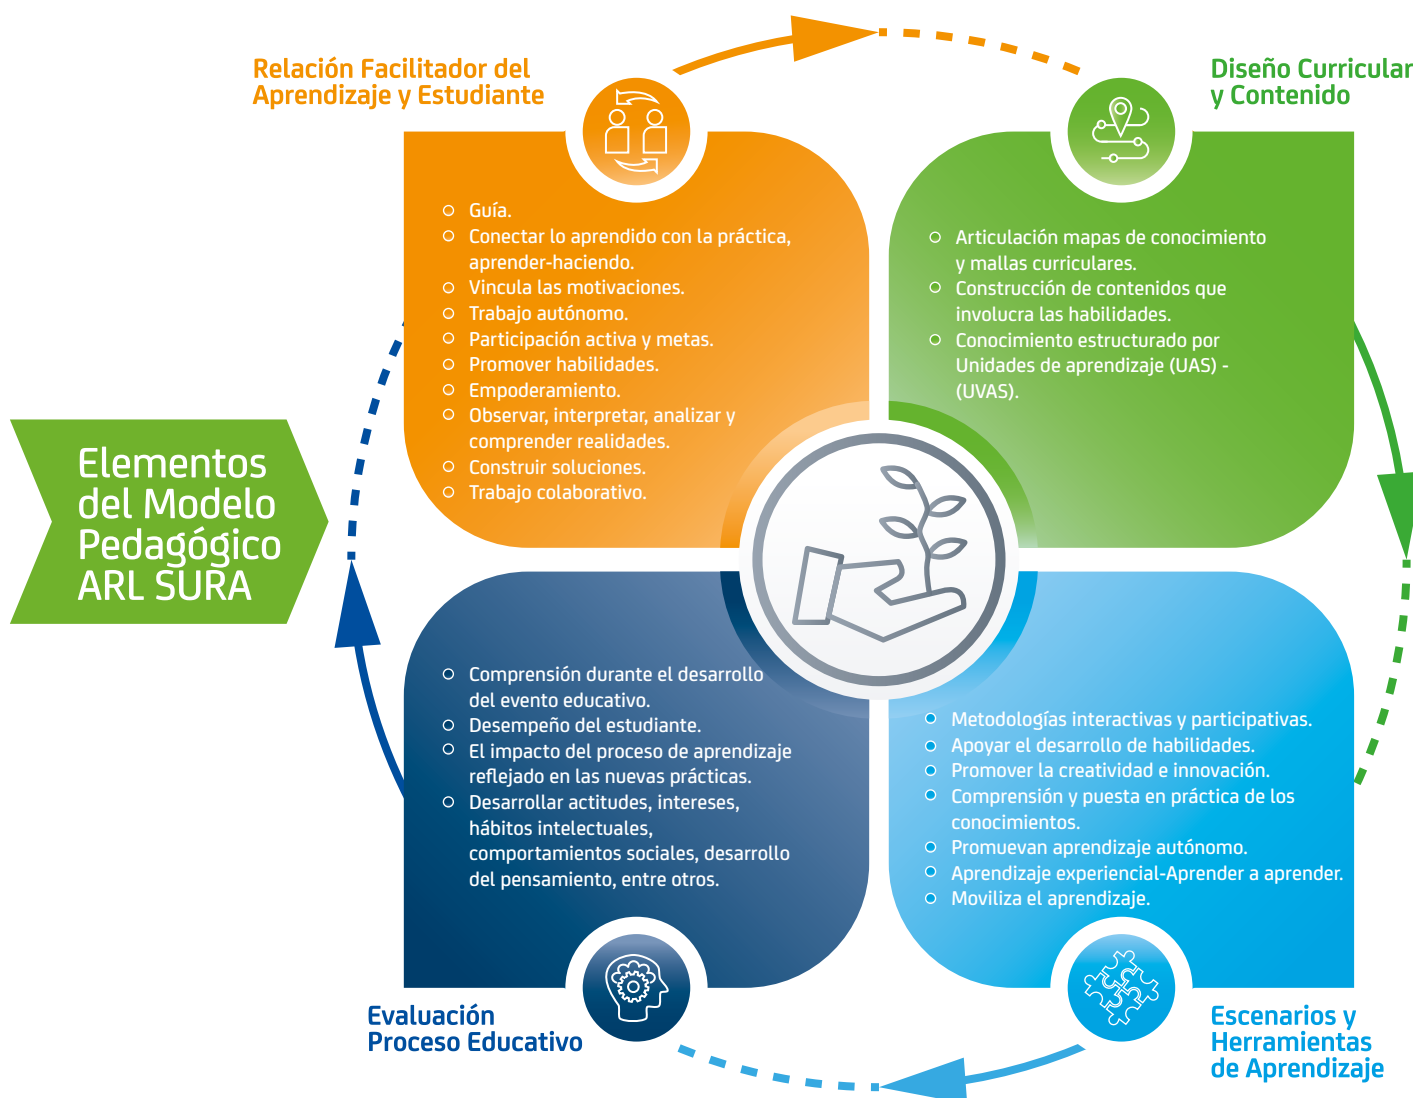 Elementos
del Modelo
Pedagógico
ARL SURA
Relación Facilitador del
Aprendizaje y Estudiante
Guía.
Conectar lo aprendido con la práctica,
aprender-haciendo.
Vincula las motivaciones.
Trabajo autónomo.
Participación activa y metas.
Promover habilidades.
Empoderamiento.
Observar, interpretar, analizar y
comprender realidades.
Construir soluciones.
Trabajo colaborativo.
Diseño Curricular
y Contenido
Articulación mapas de conocimiento
y mallas curriculares.
Construcción de contenidos que
involucra las habilidades.
Conocimiento estructurado por
Unidades de aprendizaje (UAS) -
(UVAS).
Comprensión durante el desarrollo
del evento educativo.
Desempeño del estudiante.
El impacto del proceso de aprendizaje
reflejado en las nuevas prácticas.
Desarrollar actitudes, intereses,
hábitos intelectuales,
comportamientos sociales, desarrollo
del pensamiento, entre otros.
Evaluación
Proceso Educativo
Metodologías interactivas y participativas.
Apoyar el desarrollo de habilidades.
Promover la creatividad e innovación.
Comprensión y puesta en práctica de los
conocimientos.
Promuevan aprendizaje autónomo.
Aprendizaje experiencial-Aprender a aprender.
Moviliza el aprendizaje.
Escenarios y
Herramientas
de Aprendizaje